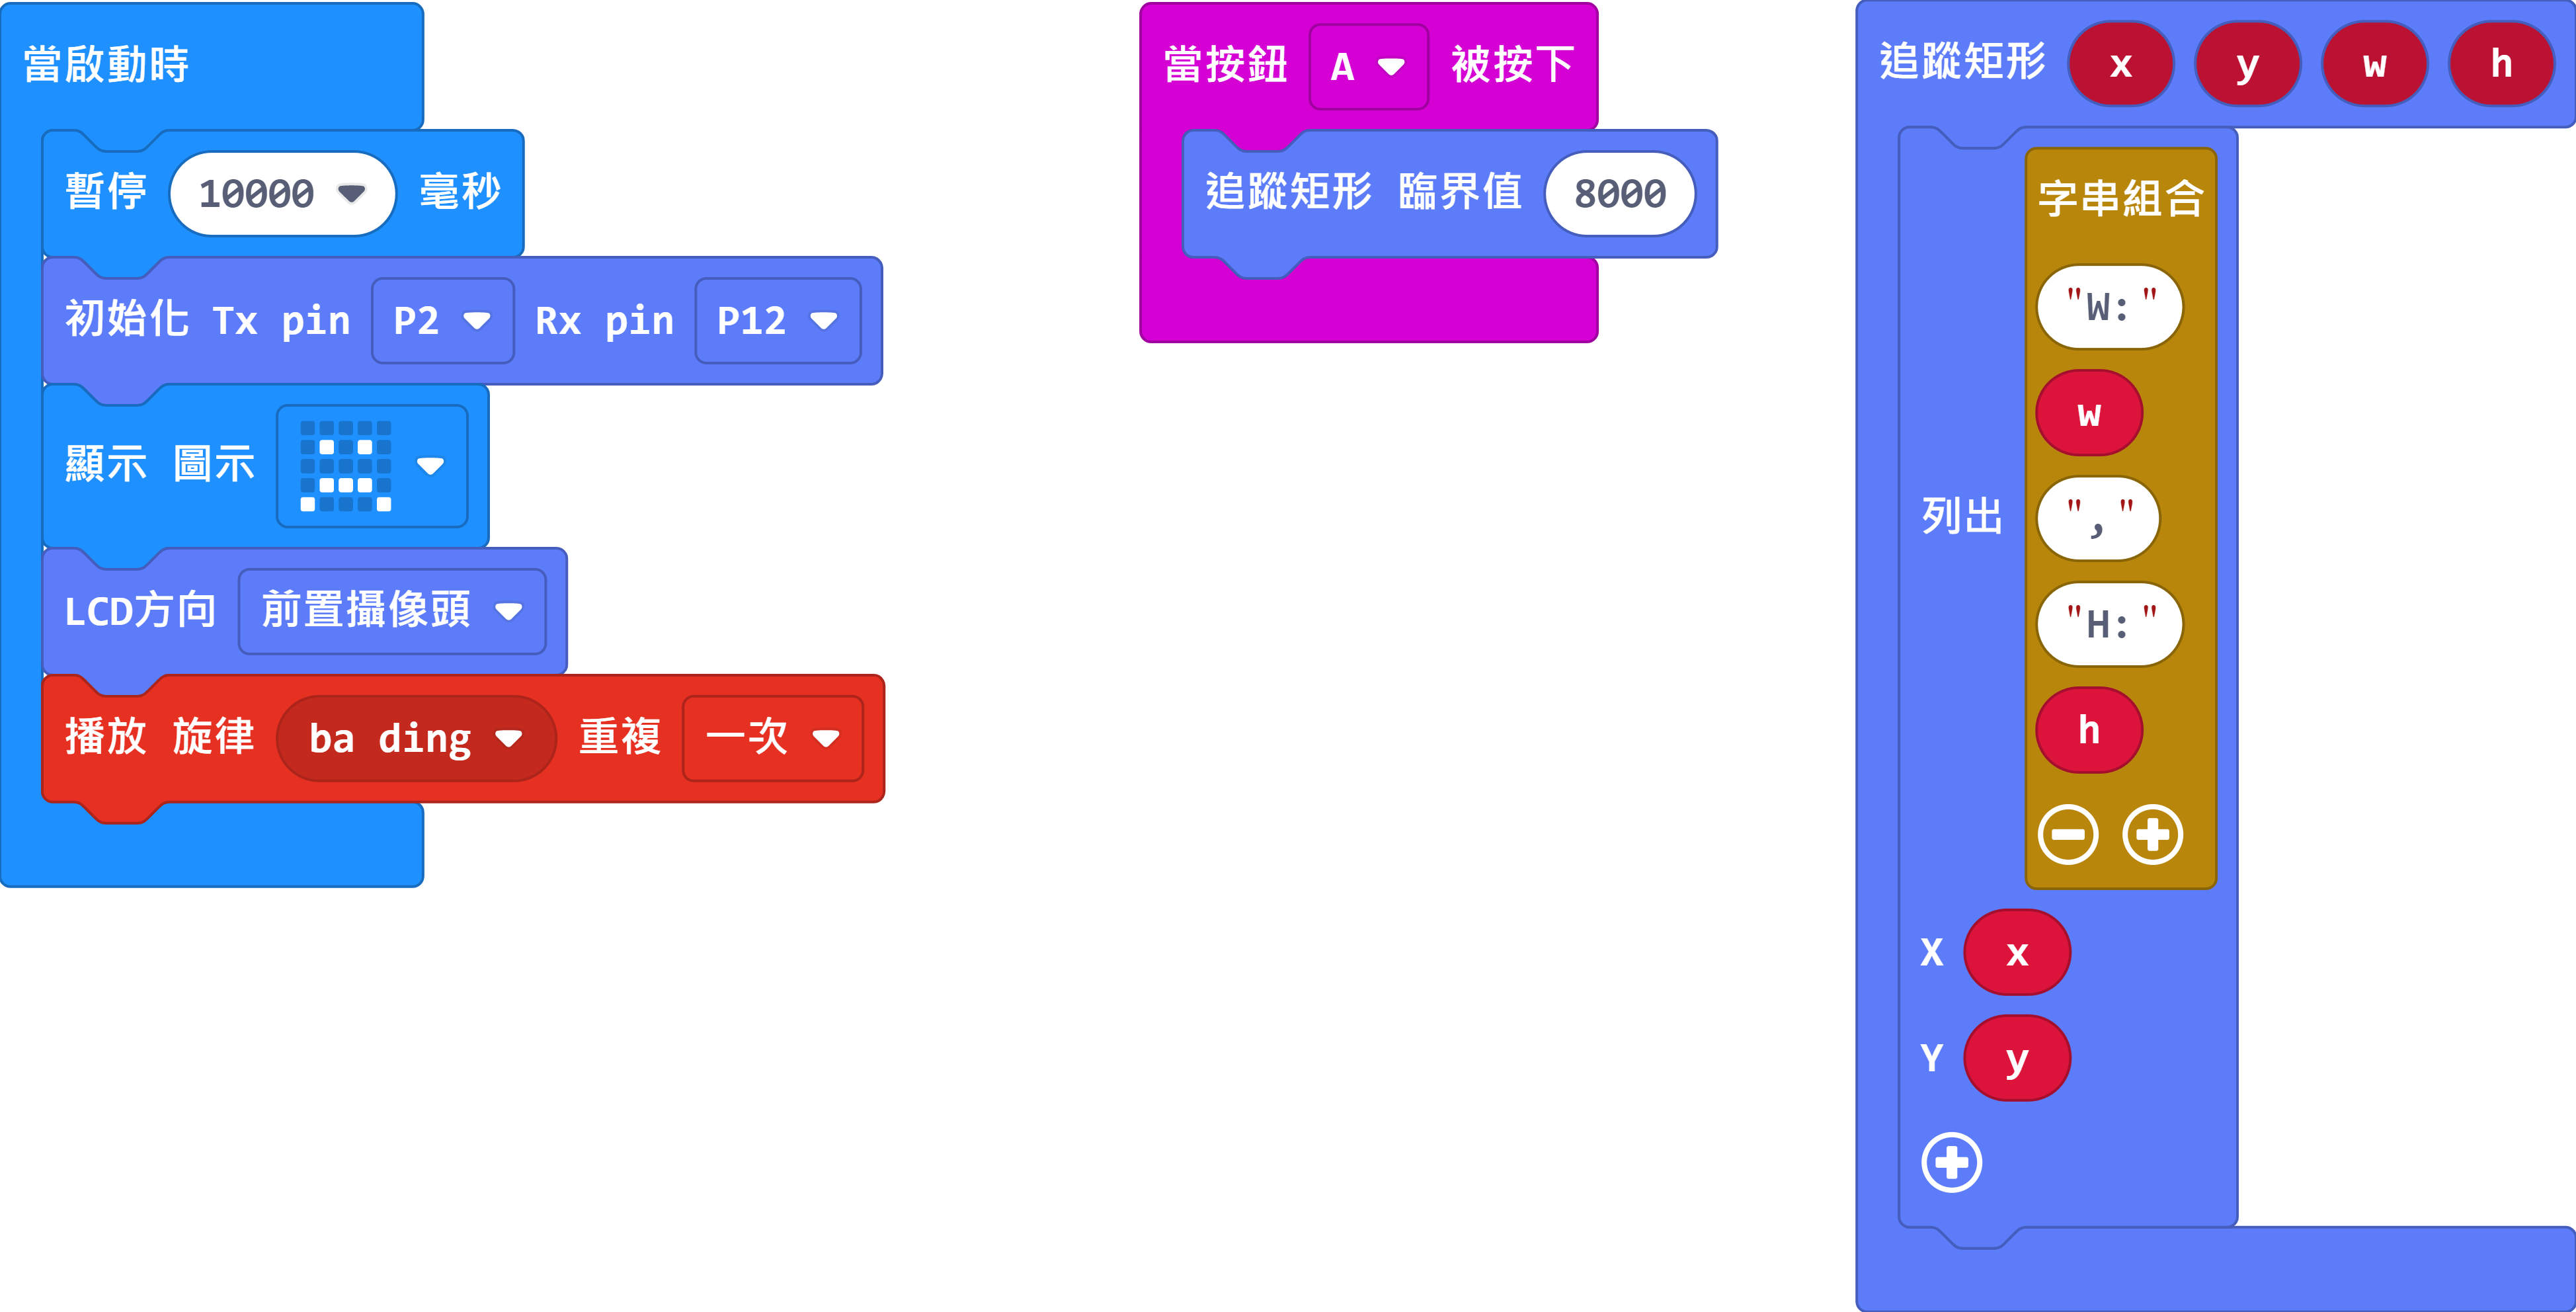 當啟動時
暫停 10000 毫秒
初始化 Tx pin P2 Rx pin P12
顯示 圖示
LCD方向 前置攝像頭
播放 旋律 ba ding 重複 一次
當按鈕 A 被按下
追蹤矩形 臨界值 8000
追蹤矩形 x y w h
字串組合
"W:"
w
","
列出
"H:"
h
X x
Y y